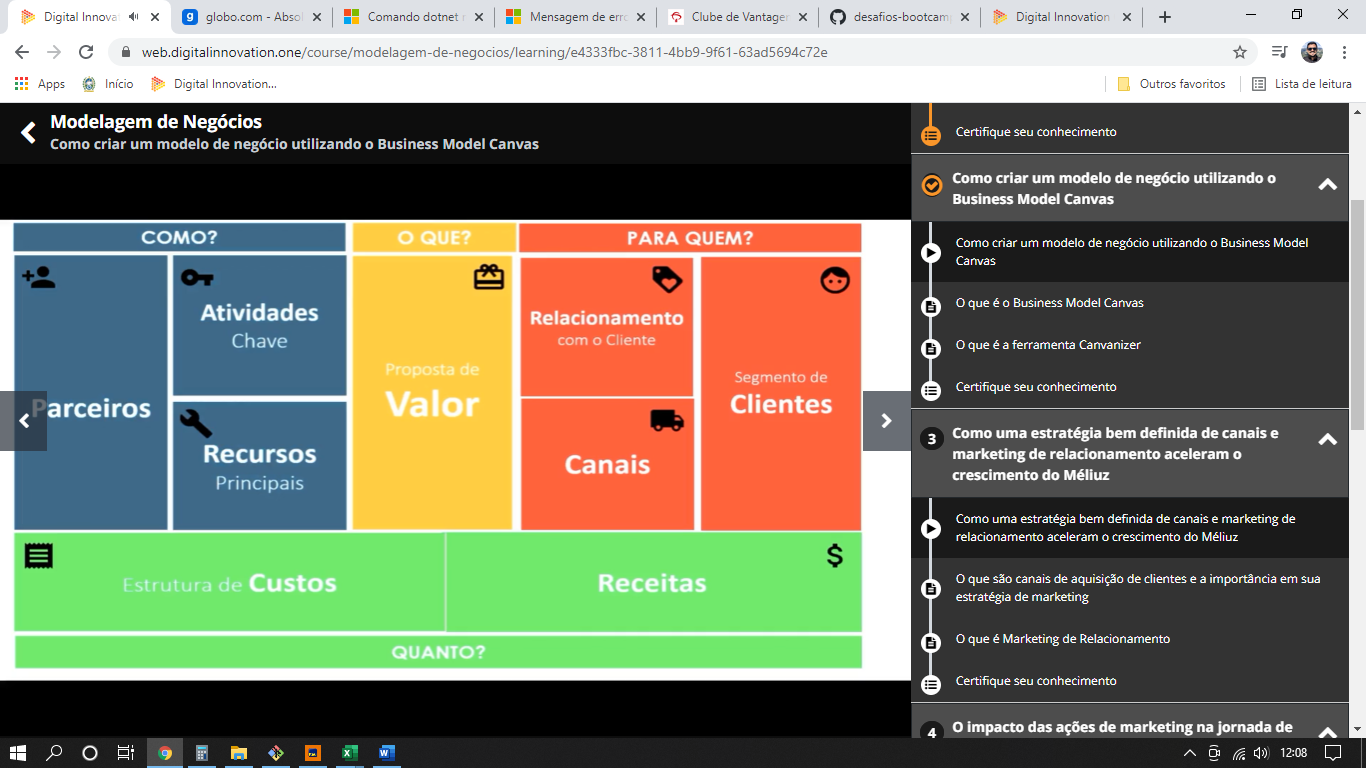 Digital Innovat
globo.com - Absol
Comando dotnet r
Mensagem de erro
Clube de Vantagen
desafios-bootcamp
Digital Innovation
web.digitalinnovation.one/course/modelagem-de-negocios/learning/e4333fbc-3811-4bb9-9f61-63ad5694c72e
Apps
Início
Digital Innovation...
Outros favoritos
Lista de leitura
Modelagem de Negócios
Como criar um modelo de negócio utilizando o Business Model Canvas
COMO?
O QUE?
PARA QUEM?
Parceiros
Atividades
Chave
Recursos
Principais
Proposta de
Valor
Relacionamento
com o Cliente
Canais
Segmento de
Clientes
Estrutura de Custos
$
Receitas
QUANTO?
Certifique seu conhecimento
Como criar um modelo de negócio utilizando o
Business Model Canvas
Como criar um modelo de negócio utilizando o Business Model
Canvas
O que é o Business Model Canvas
O que é a ferramenta Canvanizer
Certifique seu conhecimento
3
Como uma estratégia bem definida de canais e
marketing de relacionamento aceleram o
crescimento do Méliuz
Como uma estratégia bem definida de canais e marketing de
relacionamento aceleram o crescimento do Méliuz
O que são canais de aquisição de clientes e a importância em sua
estratégia de marketing
O que é Marketing de Relacionamento
Certifique seu conhecimento
4
O impacto das ações de marketing na jornada de
12:08